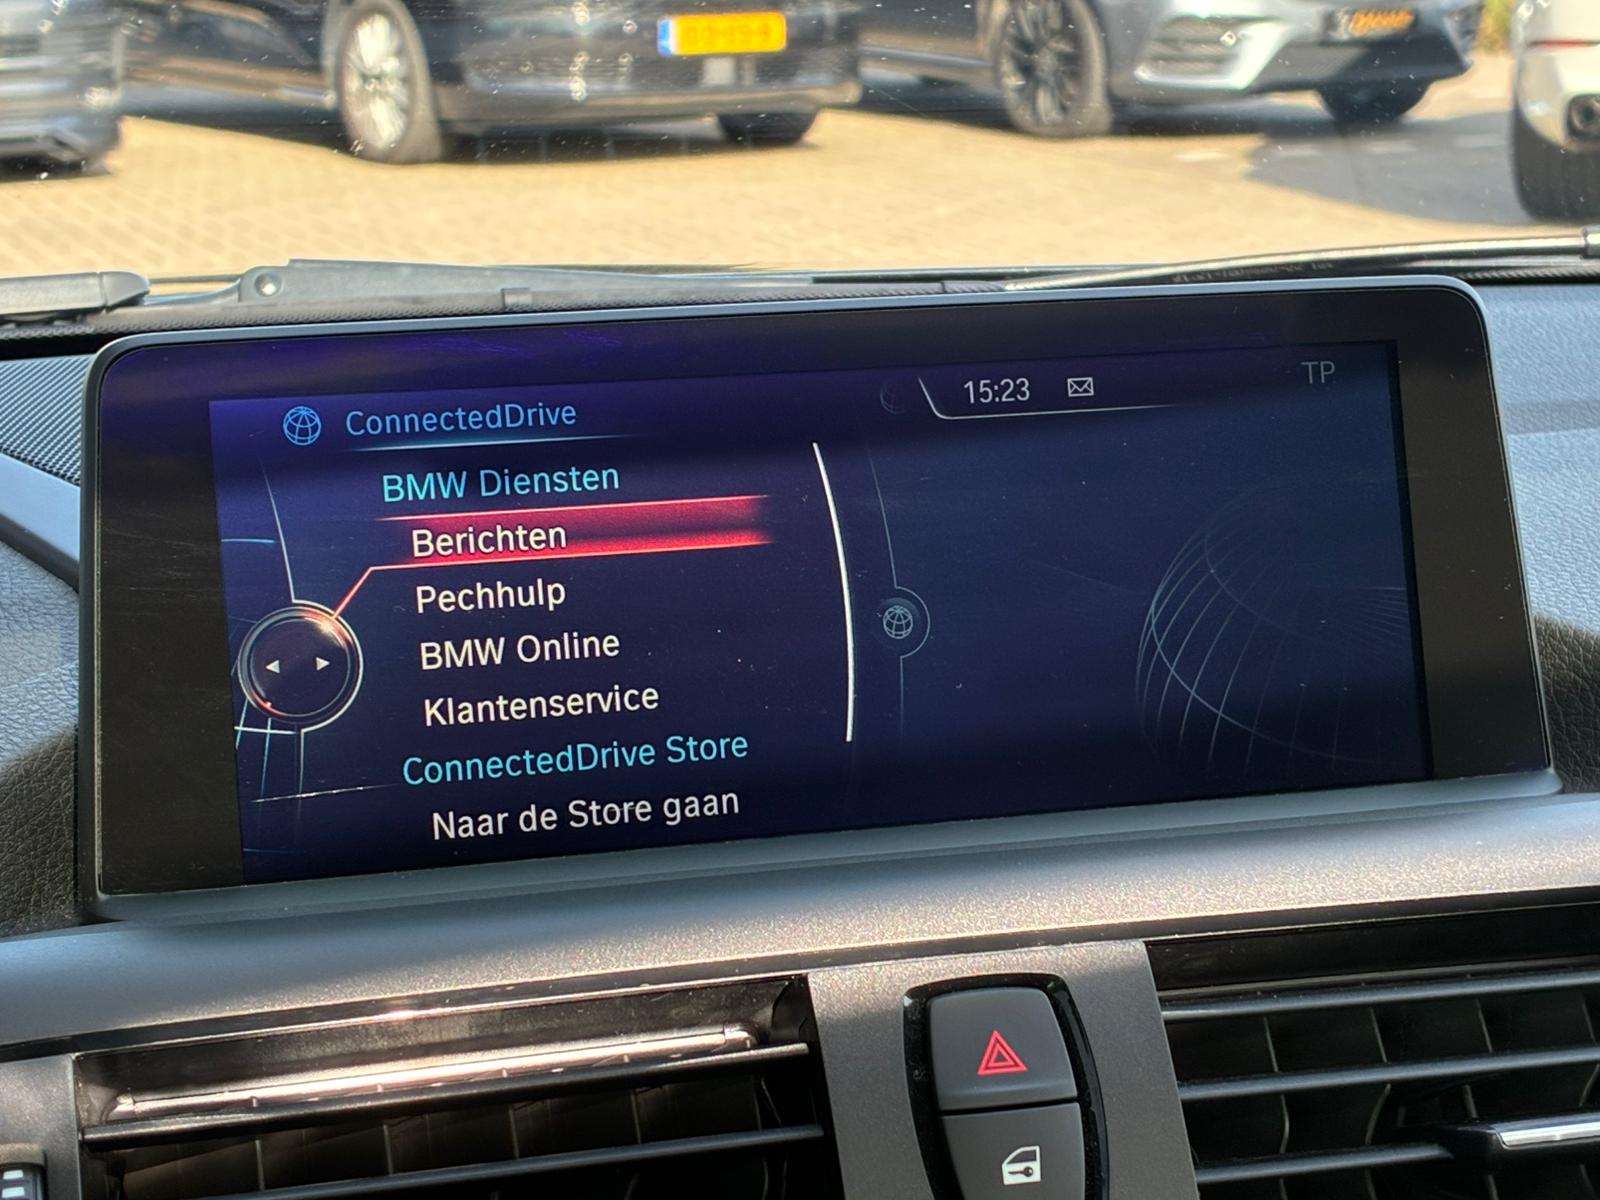 ConnectedDrive
15:23
TP
BMW Diensten
Berichten
Pechhulp
BMW Online
Klantenservice
ConnectedDrive Store
Naar de Store gaan